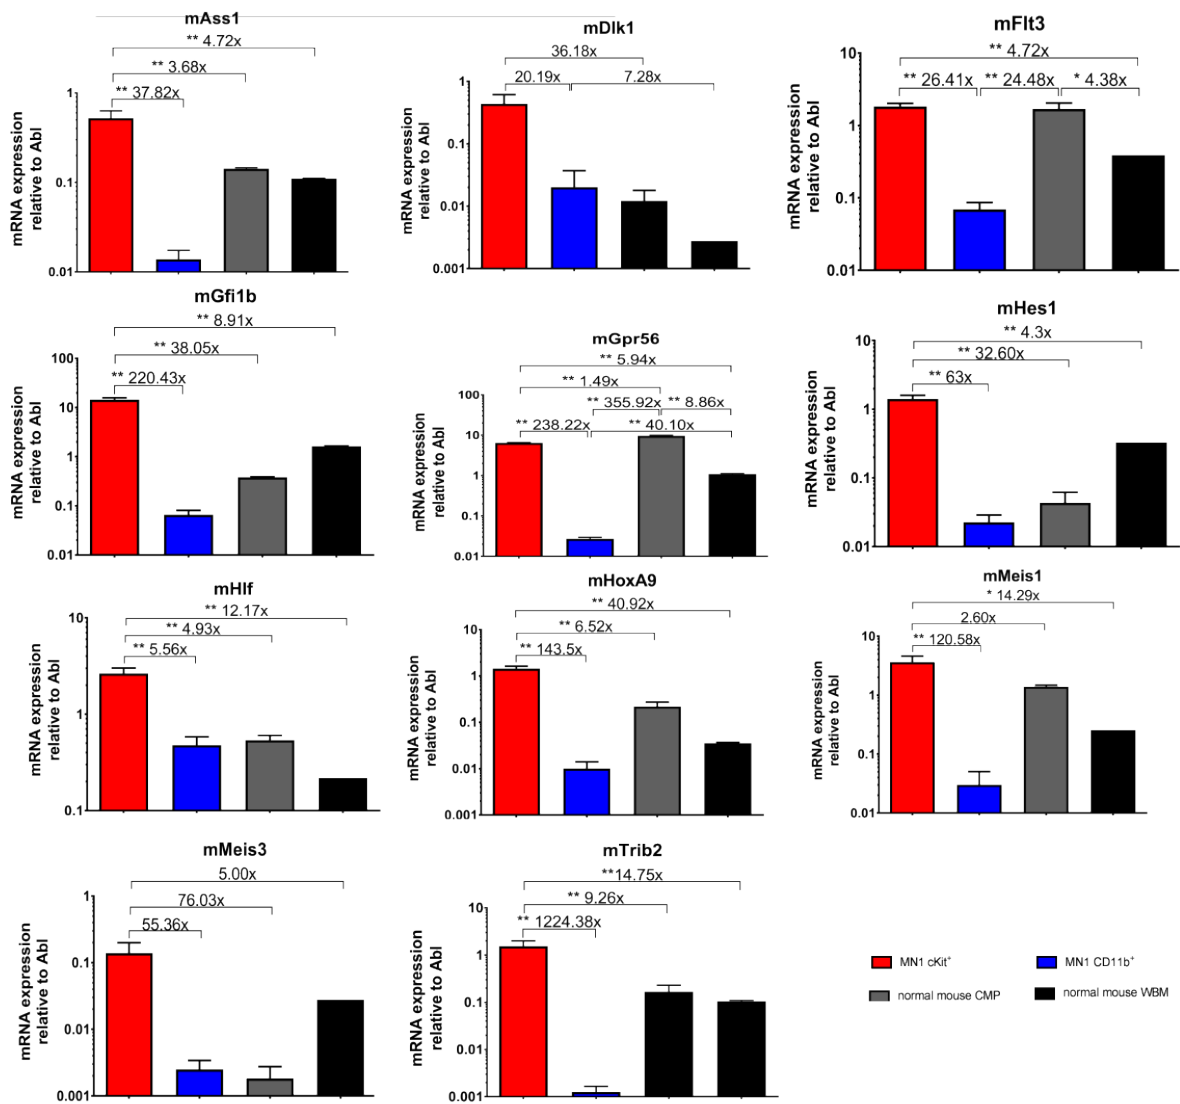 mAss1
** 4.72x
** 3.68x
** 37.82x
mRNA expression
relative to Abl
1
0.1
0.01
mDlk1
36.18x
20.19x 7.28x
mRNA expression
relative to Abl
1
0.1
0.01
0.001
mFlt3
** 4.72x
** 26.41x ** 24.48x * 4.38x
mRNA expression
relative to Abl
10
1
0.1
0.01
mGfi1b
** 8.91x
** 38.05x
** 220.43x
mRNA expression
relative to Abl
100
10
1
0.1
0.01
mGpr56
** 5.94x
** 1.49x
** 355.92x ** 8.86x
** 238.22x ** 40.10x
mRNA expression
relative to Abl
100
10
1
0.1
0.01
mHes1
** 4.3x
** 32.60x
** 63x
mRNA expression
relative to Abl
10
1
0.1
0.01
mHlf
** 12.17x
** 4.93x
** 5.56x
mRNA expression
relative to Abl
10
1
0.1
mHoxA9
** 40.92x
** 6.52x
** 143.5x
mRNA expression
relative to Abl
10
1
0.1
0.01
0.001
mMeis1
* 14.29x
2.60x
** 120.58x
mRNA expression
relative to Abl
10
1
0.1
0.01
mMeis3
5.00x
76.03x
55.36x
mRNA expression
relative to Abl
1
0.1
0.01
0.001
mTrib2
**14.75x
** 9.26x
** 1224.38x
mRNA expression
relative to Abl
10
1
0.1
0.01
0.001
MN1 cKit⁺ MN1 CD11b⁺
normal mouse CMP normal mouse WBM